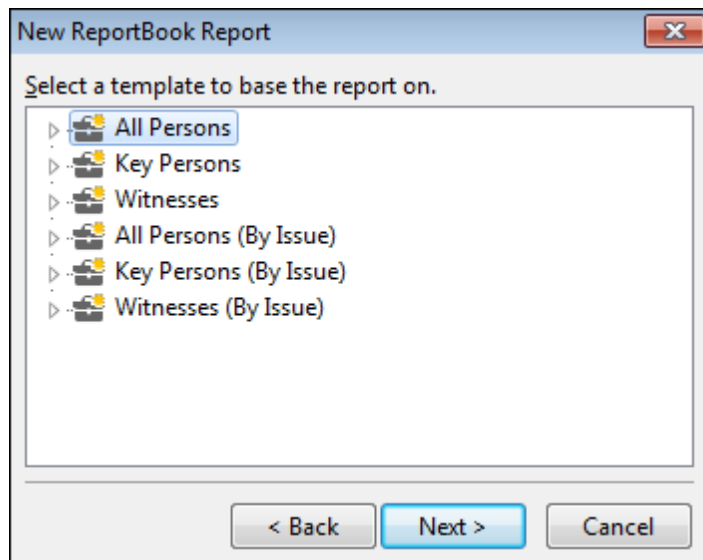 New ReportBook Report
Select a template to base the report on.
All Persons
Key Persons
Witnesses
All Persons (By Issue)
Key Persons (By Issue)
Witnesses (By Issue)
< Back Next > Cancel